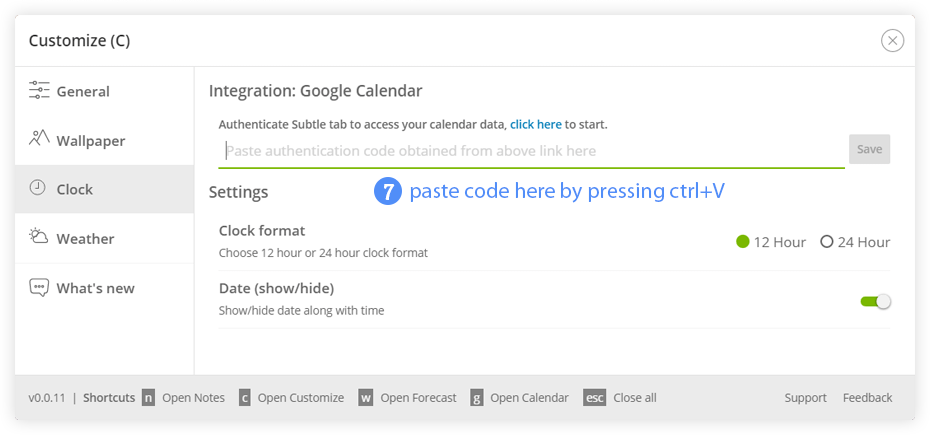 Customize (C)
General
Wallpaper
Clock
Weather
What's new
Integration: Google Calendar
Authenticate Subtle tab to access your calendar data, click here to start.
Paste authentication code obtained from above link here
Save
7 paste code here by pressing ctrl+V
Settings
Clock format
Choose 12 hour or 24 hour clock format
12 Hour 24 Hour
Date (show/hide)
Show/hide date along with time
v0.0.11 | Shortcuts n Open Notes c Open Customize w Open Forecast g Open Calendar esc Close all Support Feedback